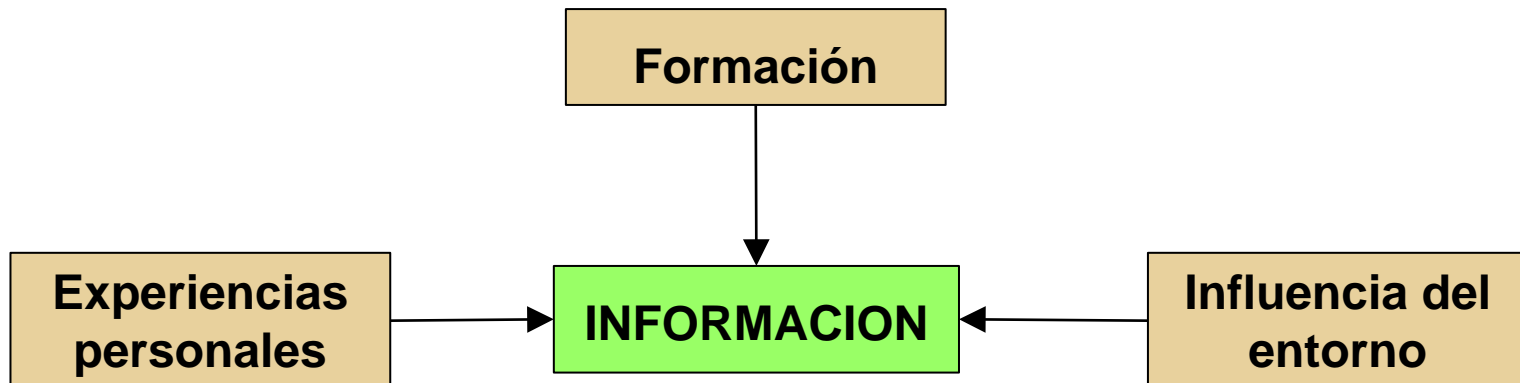 Formación
Experiencias
personales
INFORMACION
Influencia del
entorno